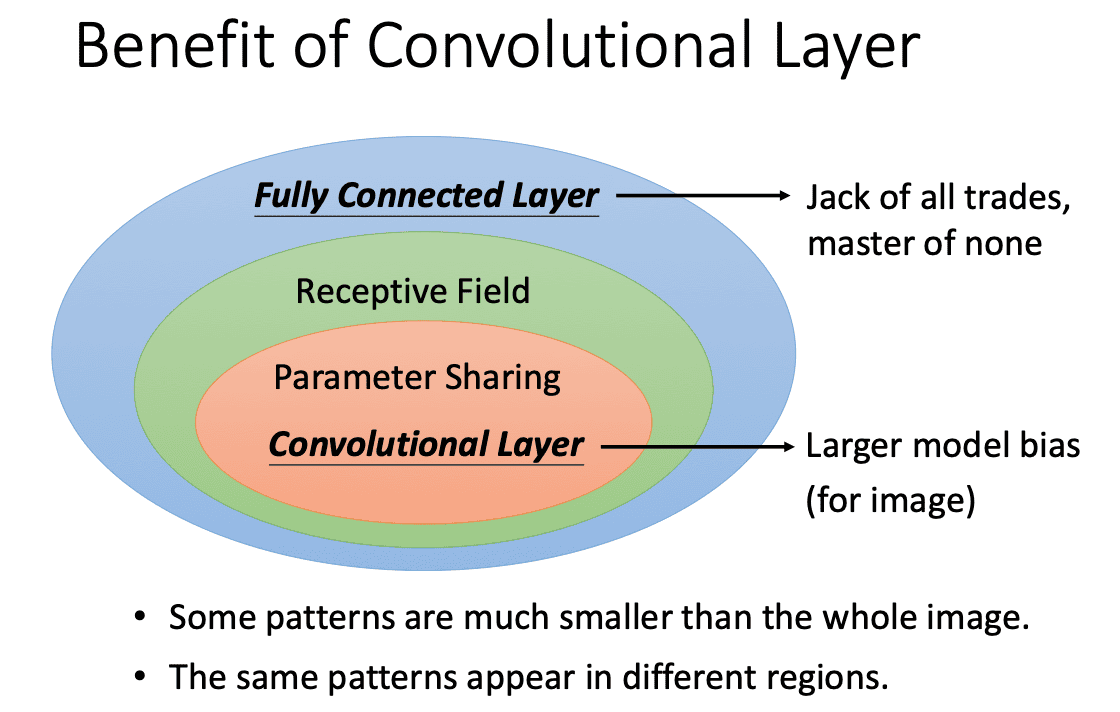 Benefit of Convolutional Layer
Fully Connected Layer
Jack of all trades,
master of none
Receptive Field
Parameter Sharing
Convolutional Layer
Larger model bias
(for image)
• Some patterns are much smaller than the whole image.
• The same patterns appear in different regions.